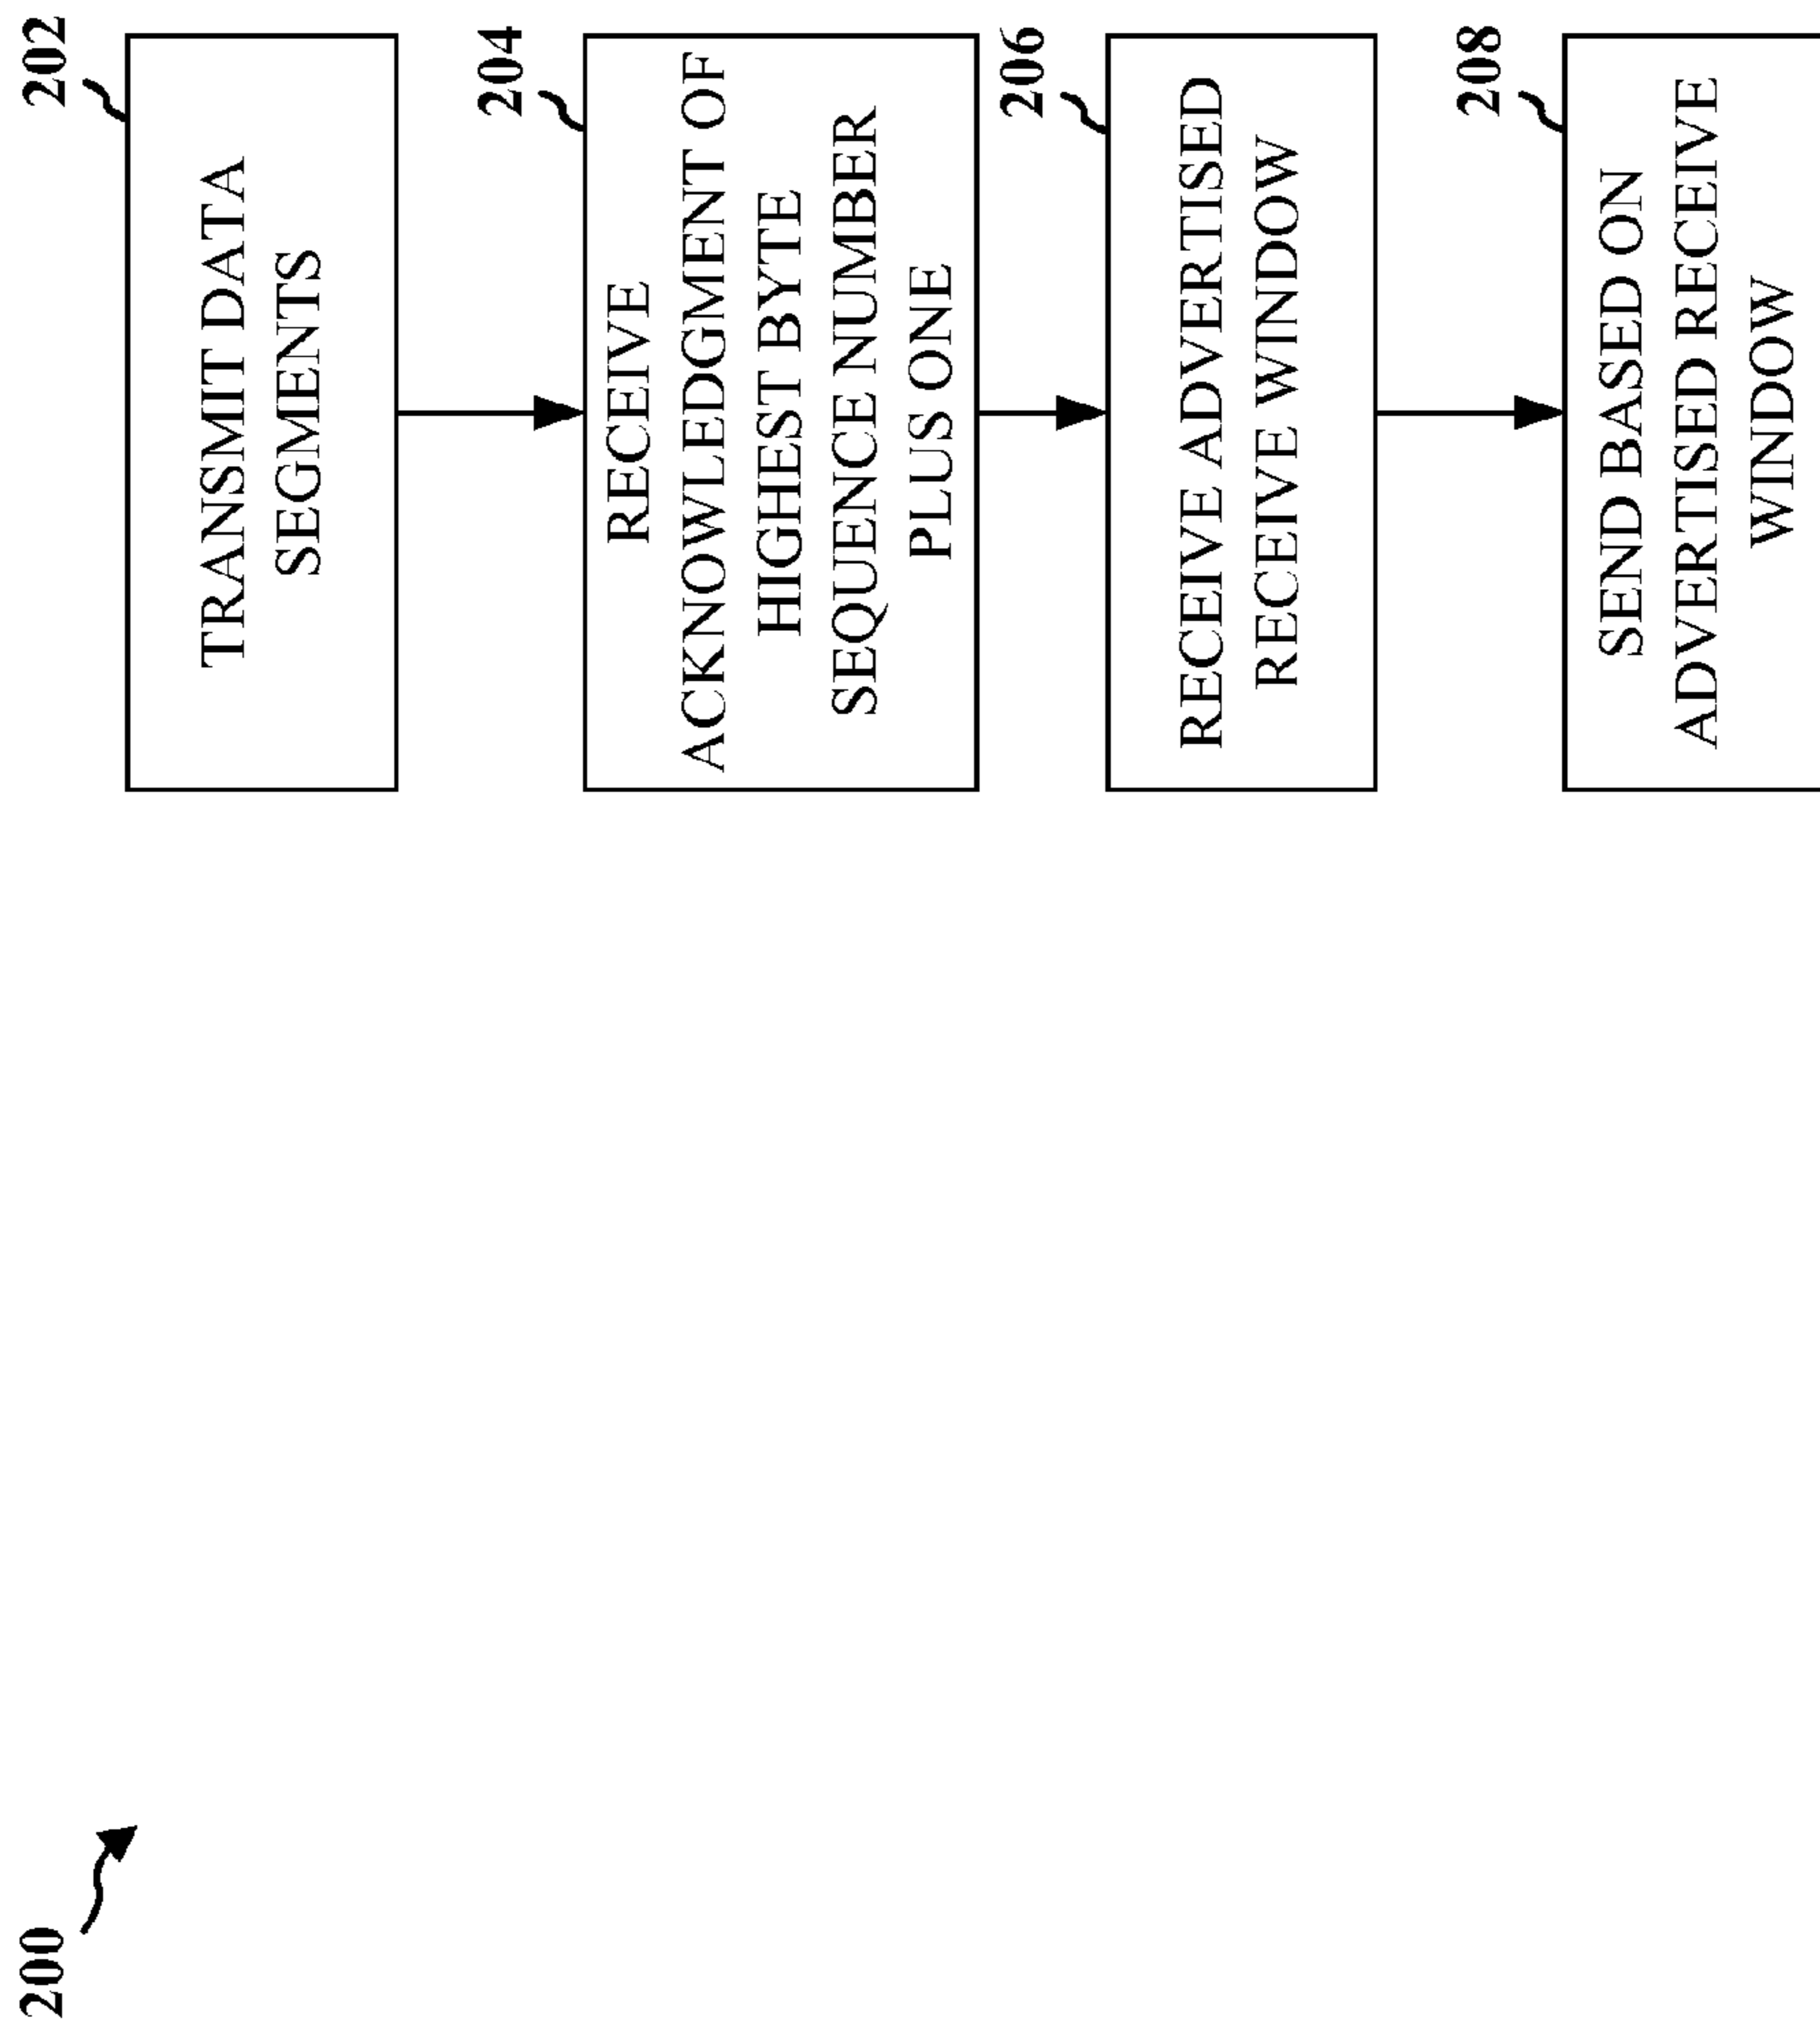 200
202
TRANSMIT DATA
SEGMENTS
204
RECEIVE
ACKNOWLEDGMENT OF
HIGHEST BYTE
SEQUENCE NUMBER
PLUS ONE
206
RECEIVE ADVERTISED
RECEIVE WINDOW
208
SEND BASED ON
ADVERTISED RECEIVE
WINDOW